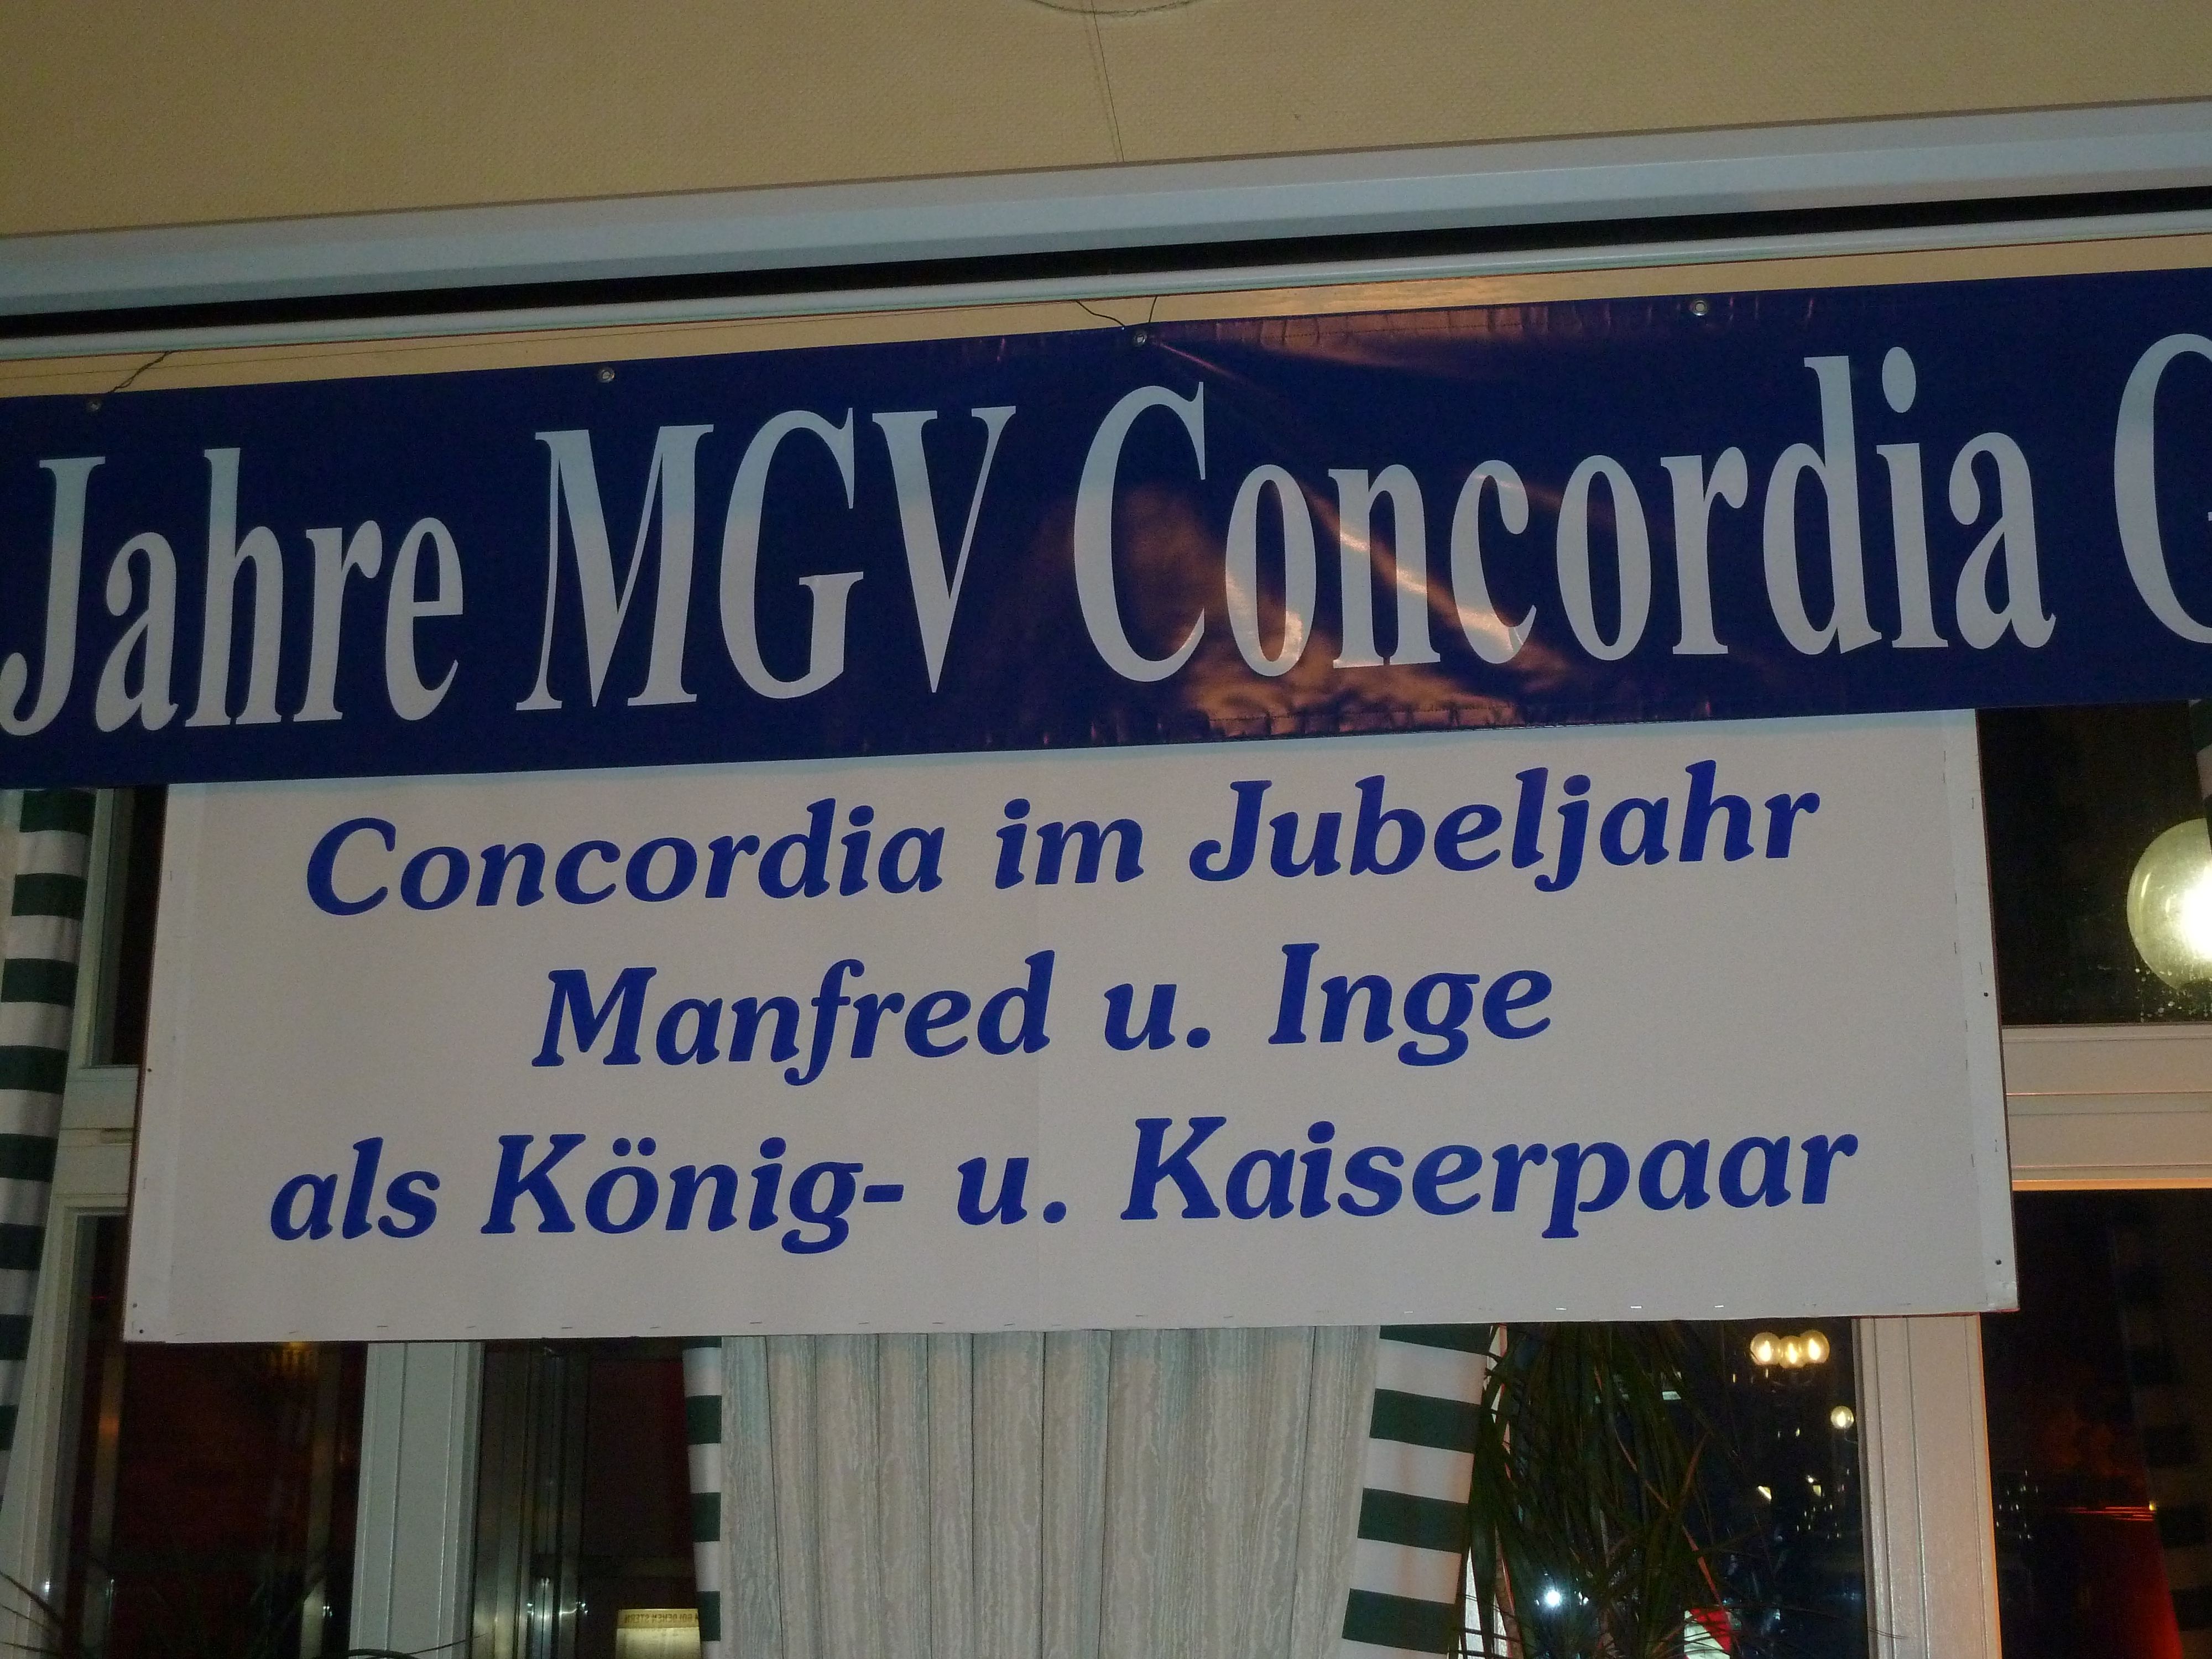 Jahre MGV Concordia G
Concordia im Jubeljahr
Manfred u. Inge
als König- u. Kaiserpaar